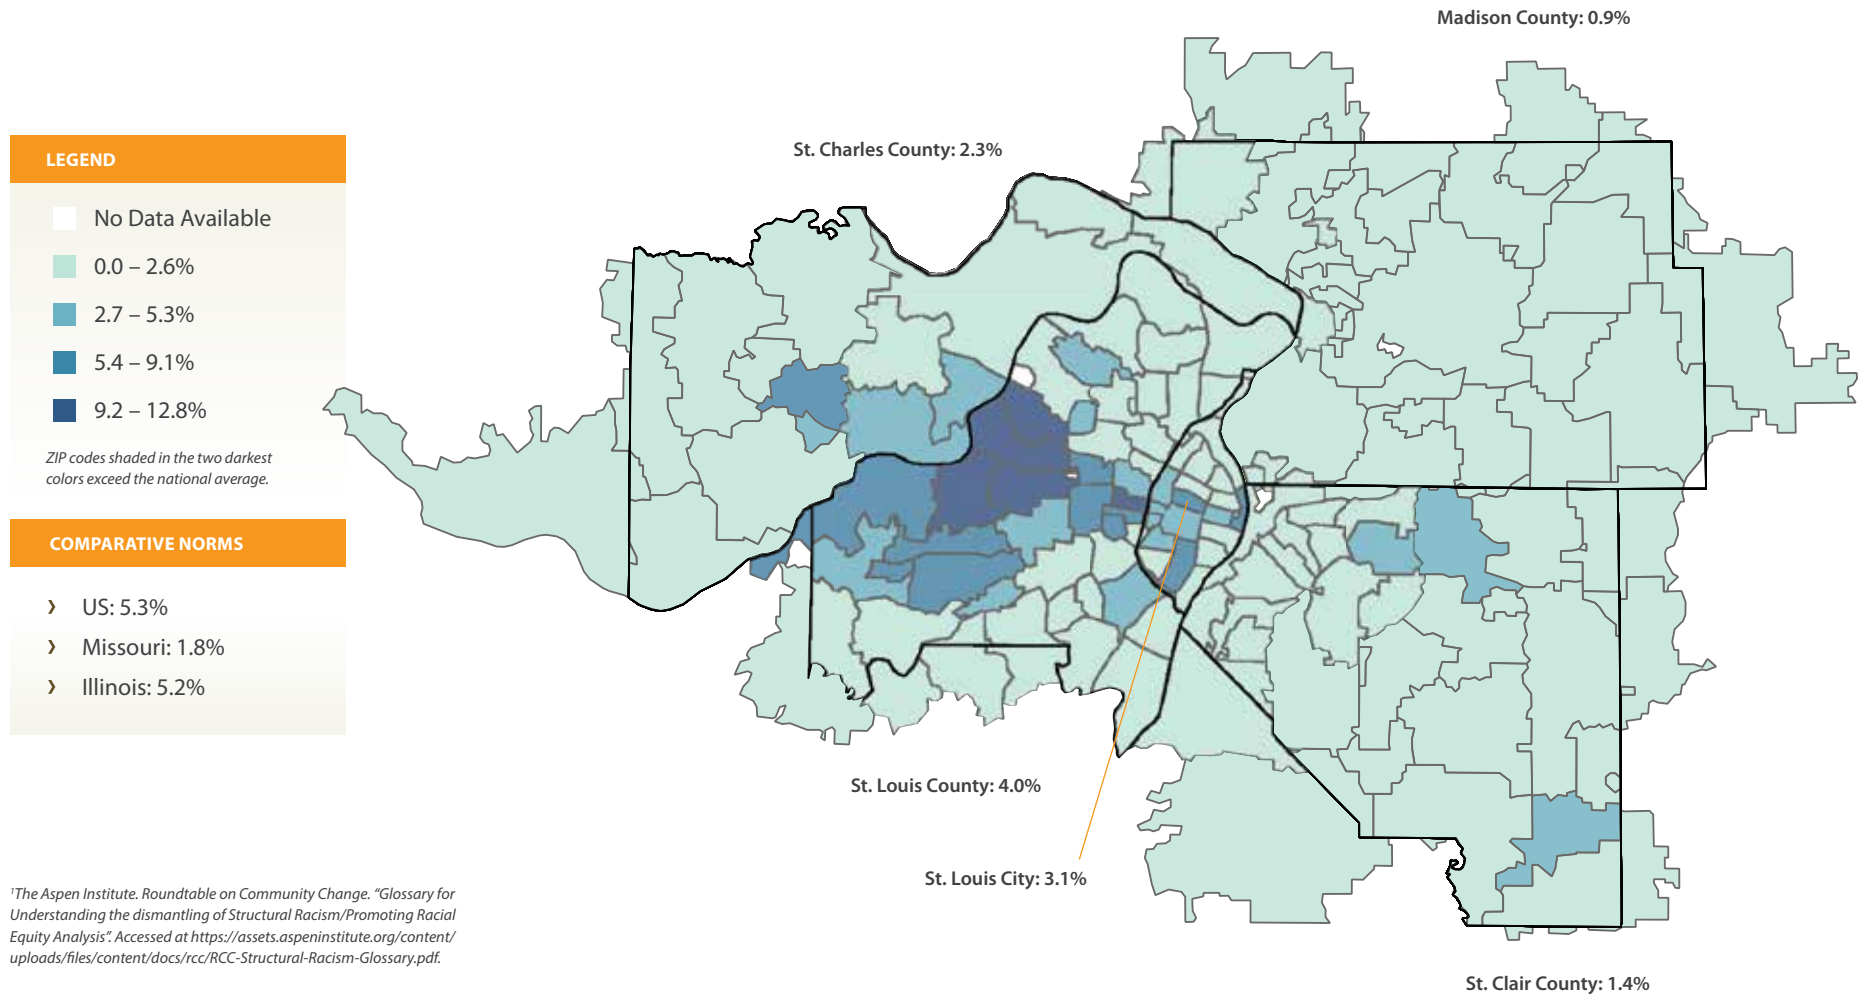 Madison County: 0.9%
St. Charles County: 2.3%
LEGEND
No Data Available
0.0 – 2.6%
2.7 – 5.3%
5.4 – 9.1%
9.2 – 12.8%
ZIP codes shaded in the two darkest
colors exceed the national average.
COMPARATIVE NORMS
› US: 5.3%
› Missouri: 1.8%
› Illinois: 5.2%
St. Louis County: 4.0%
St. Louis City: 3.1%
St. Clair County: 1.4%
¹The Aspen Institute. Roundtable on Community Change. “Glossary for
Understanding the dismantling of Structural Racism/Promoting Racial
Equity Analysis”. Accessed at https://assets.aspeninstitute.org/content/
uploads/files/content/docs/rcc/RCC-Structural-Racism-Glossary.pdf.